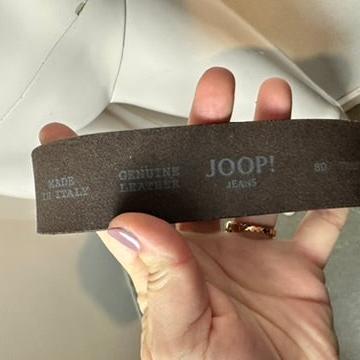 MADE
IN ITALY
GENUINE
LEATHER
JOOP!
JEANS
80